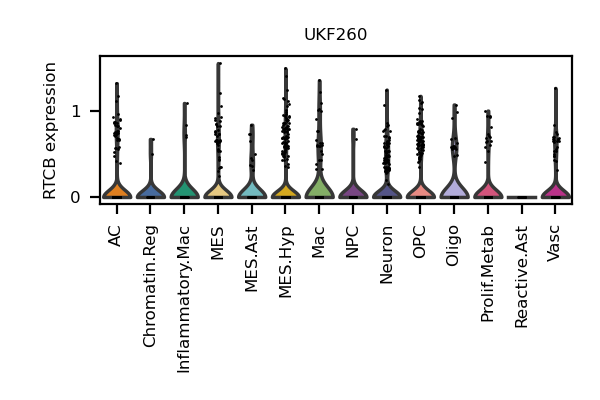 UKF260
RTCB expression
1
0
AC
Chromatin.Reg
Inflammatory.Mac
MES
MES.Ast
MES.Hyp
Mac
NPC
Neuron
OPC
Oligo
Prolif.Metab
Reactive.Ast
Vasc